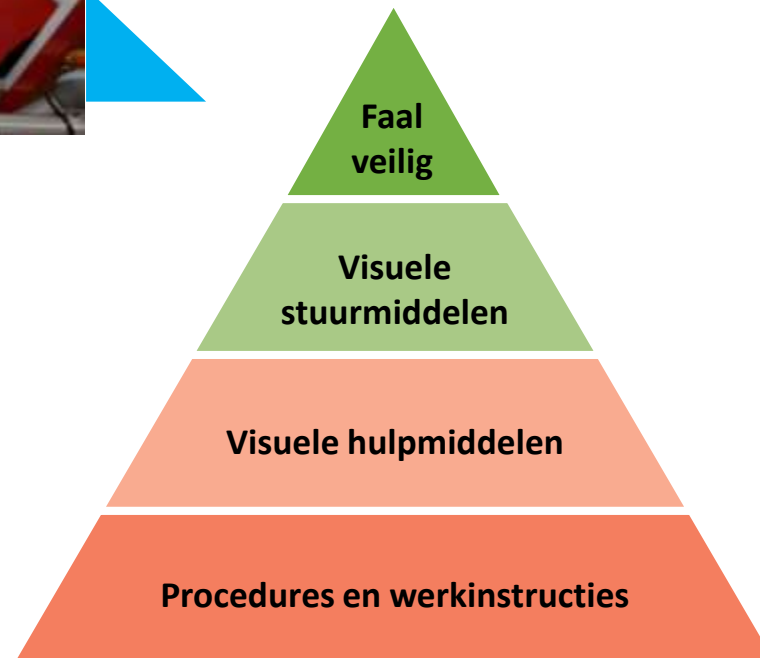 Faal
veilig
Visuele
stuurmiddelen
Visuele hulpmiddelen
Procedures en werkinstructies